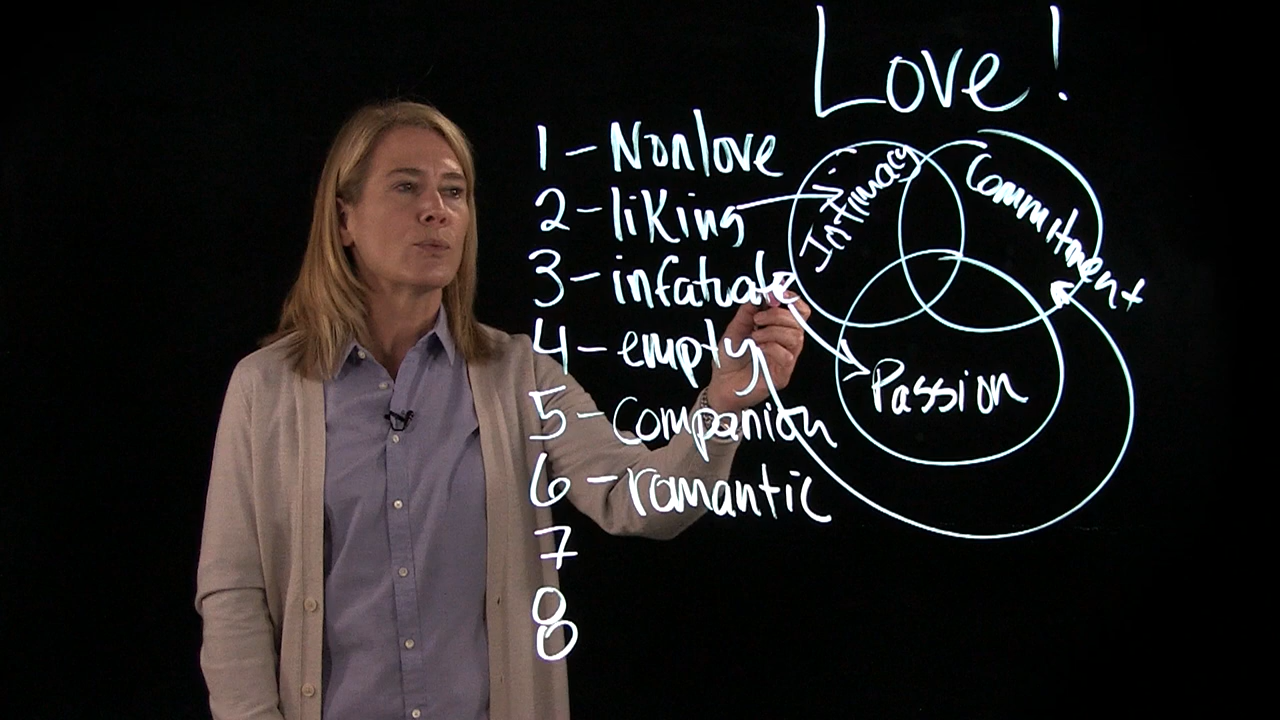 Love!
1 - Nonlove
2 - liking
3 - infatuate
4 - empty
5 - companion
6 - romantic
7
8
Intimacy
Commitment
Passion